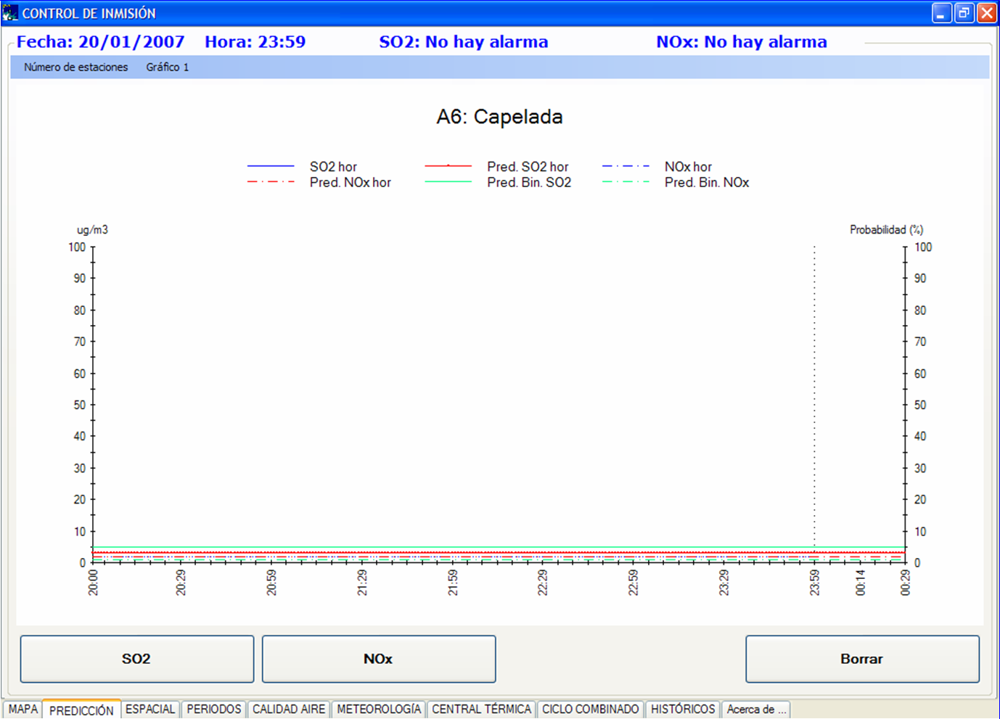 CONTROL DE INMISIÓN
Fecha: 20/01/2007 Hora: 23:59 SO2: No hay alarma NOx: No hay alarma
Número de estaciones Gráfico 1
A6: Capelada
SO2 hor Pred. SO2 hor NOx hor
Pred. NOx hor Pred. Bin. SO2 Pred. Bin. NOx
ug/m3 Probabilidad (%)
100 100
90 90
80 80
70 70
60 60
50 50
40 40
30 30
20 20
10 10
0 0
20:00 20:29 20:59 21:29 21:59 22:29 22:59 23:29 23:59 00:14 00:29
SO2 NOx Borrar
MAPA PREDICCIÓN ESPACIAL PERIODOS CALIDAD AIRE METEOROLOGÍA CENTRAL TÉRMICA CICLO COMBINADO HISTÓRICOS Acerca de ...